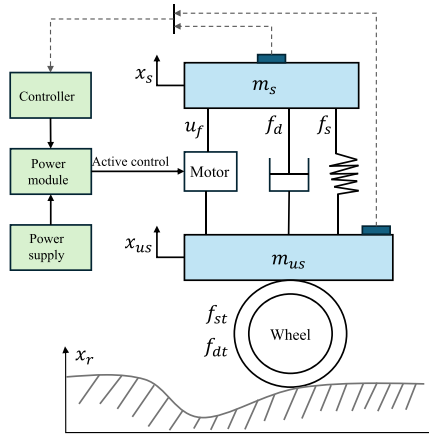 x_s
m_s
Controller
u_f
f_d
f_s
Power
module
Active control
Motor
Power
supply
x_us
m_us
f_st
Wheel
f_dt
x_r